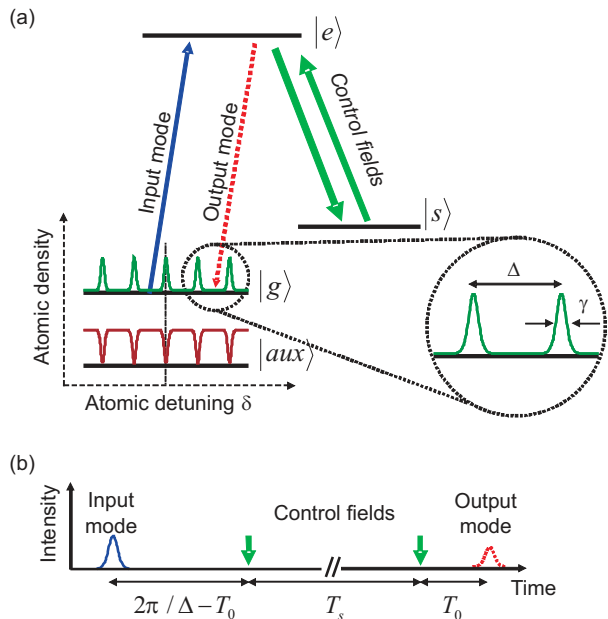 (a)
|e⟩
Input mode
Output mode
Control fields
|s⟩
Atomic density
|g⟩
|aux⟩
Atomic detuning δ
Δ
γ
(b)
Intensity
Input
mode
Control fields
Output
mode
Time
2π / Δ − T₀
Tₛ
T₀